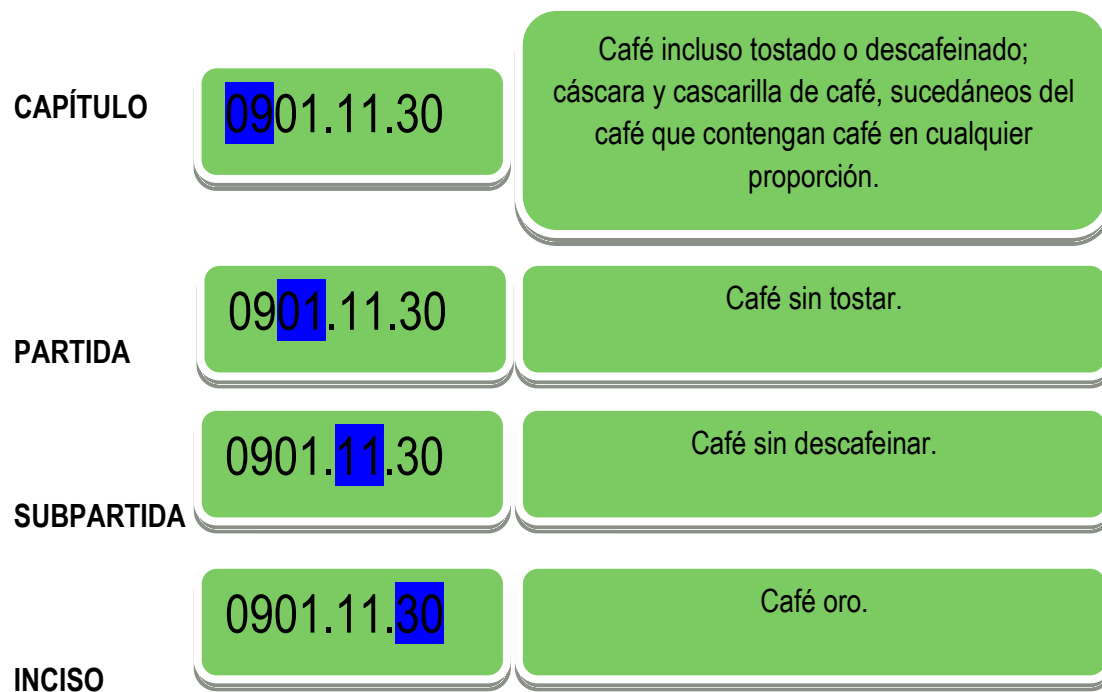 CAPÍTULO
0901.11.30
Café incluso tostado o descafeinado;
cáscara y cascarilla de café, sucedáneos del
café que contengan café en cualquier
proporción.
PARTIDA
0901.11.30
Café sin tostar.
SUBPARTIDA
0901.11.30
Café sin descafeinar.
INCISO
0901.11.30
Café oro.